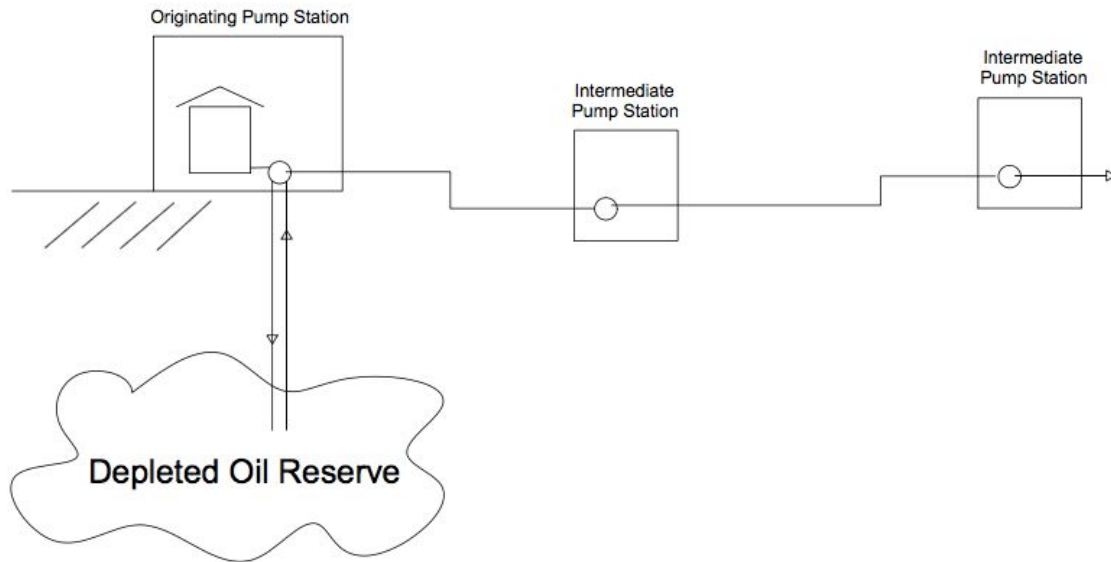 Originating Pump Station
Intermediate
Pump Station
Intermediate
Pump Station
Depleted Oil Reserve